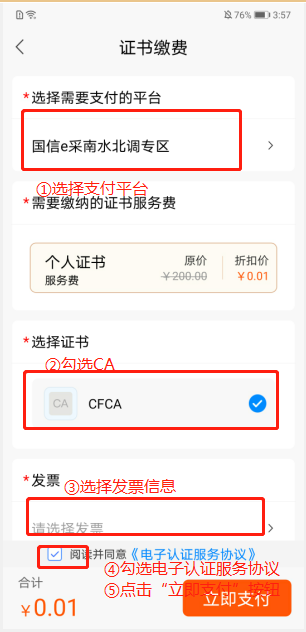 76% 3:57
证书缴费
*选择需要支付的平台
国信e采南水北调专区
①选择支付平台
*需要缴纳的证书服务费
个人证书 原价 折扣价
服务费 ￥200.00 ￥0.01
*选择证书
②勾选CA
CA CFCA
*发票
③选择发票信息
请选择发票
阅读并同意《电子认证服务协议》
④勾选电子认证服务协议
合计
⑤点击“立即支付”按钮
￥0.01 立即支付